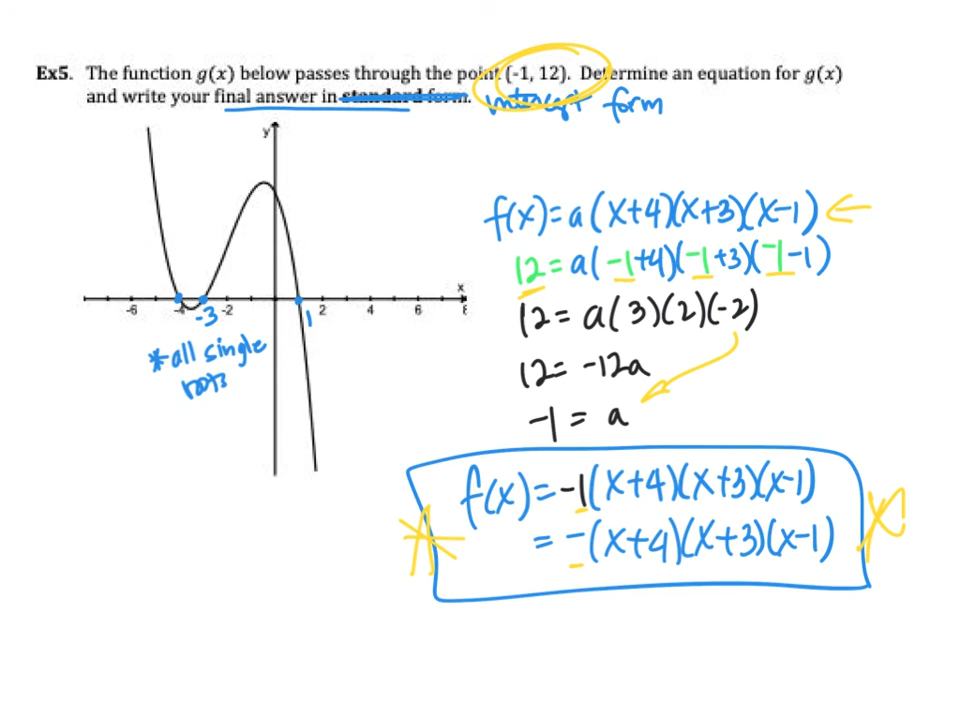 Ex5. The function g(x) below passes through the point (-1, 12). Determine an equation for g(x)
and write your final answer in standard form. intercept form
y
x
-6 -4 -3 -2 1 2 4 6 8
*all single
roots
f(x)=a(x+4)(x+3)(x-1)
12=a(-1+4)(-1+3)(-1-1)
12=a(3)(2)(-2)
12=-12a
-1=a
f(x)=-1(x+4)(x+3)(x-1)
=-(x+4)(x+3)(x-1)